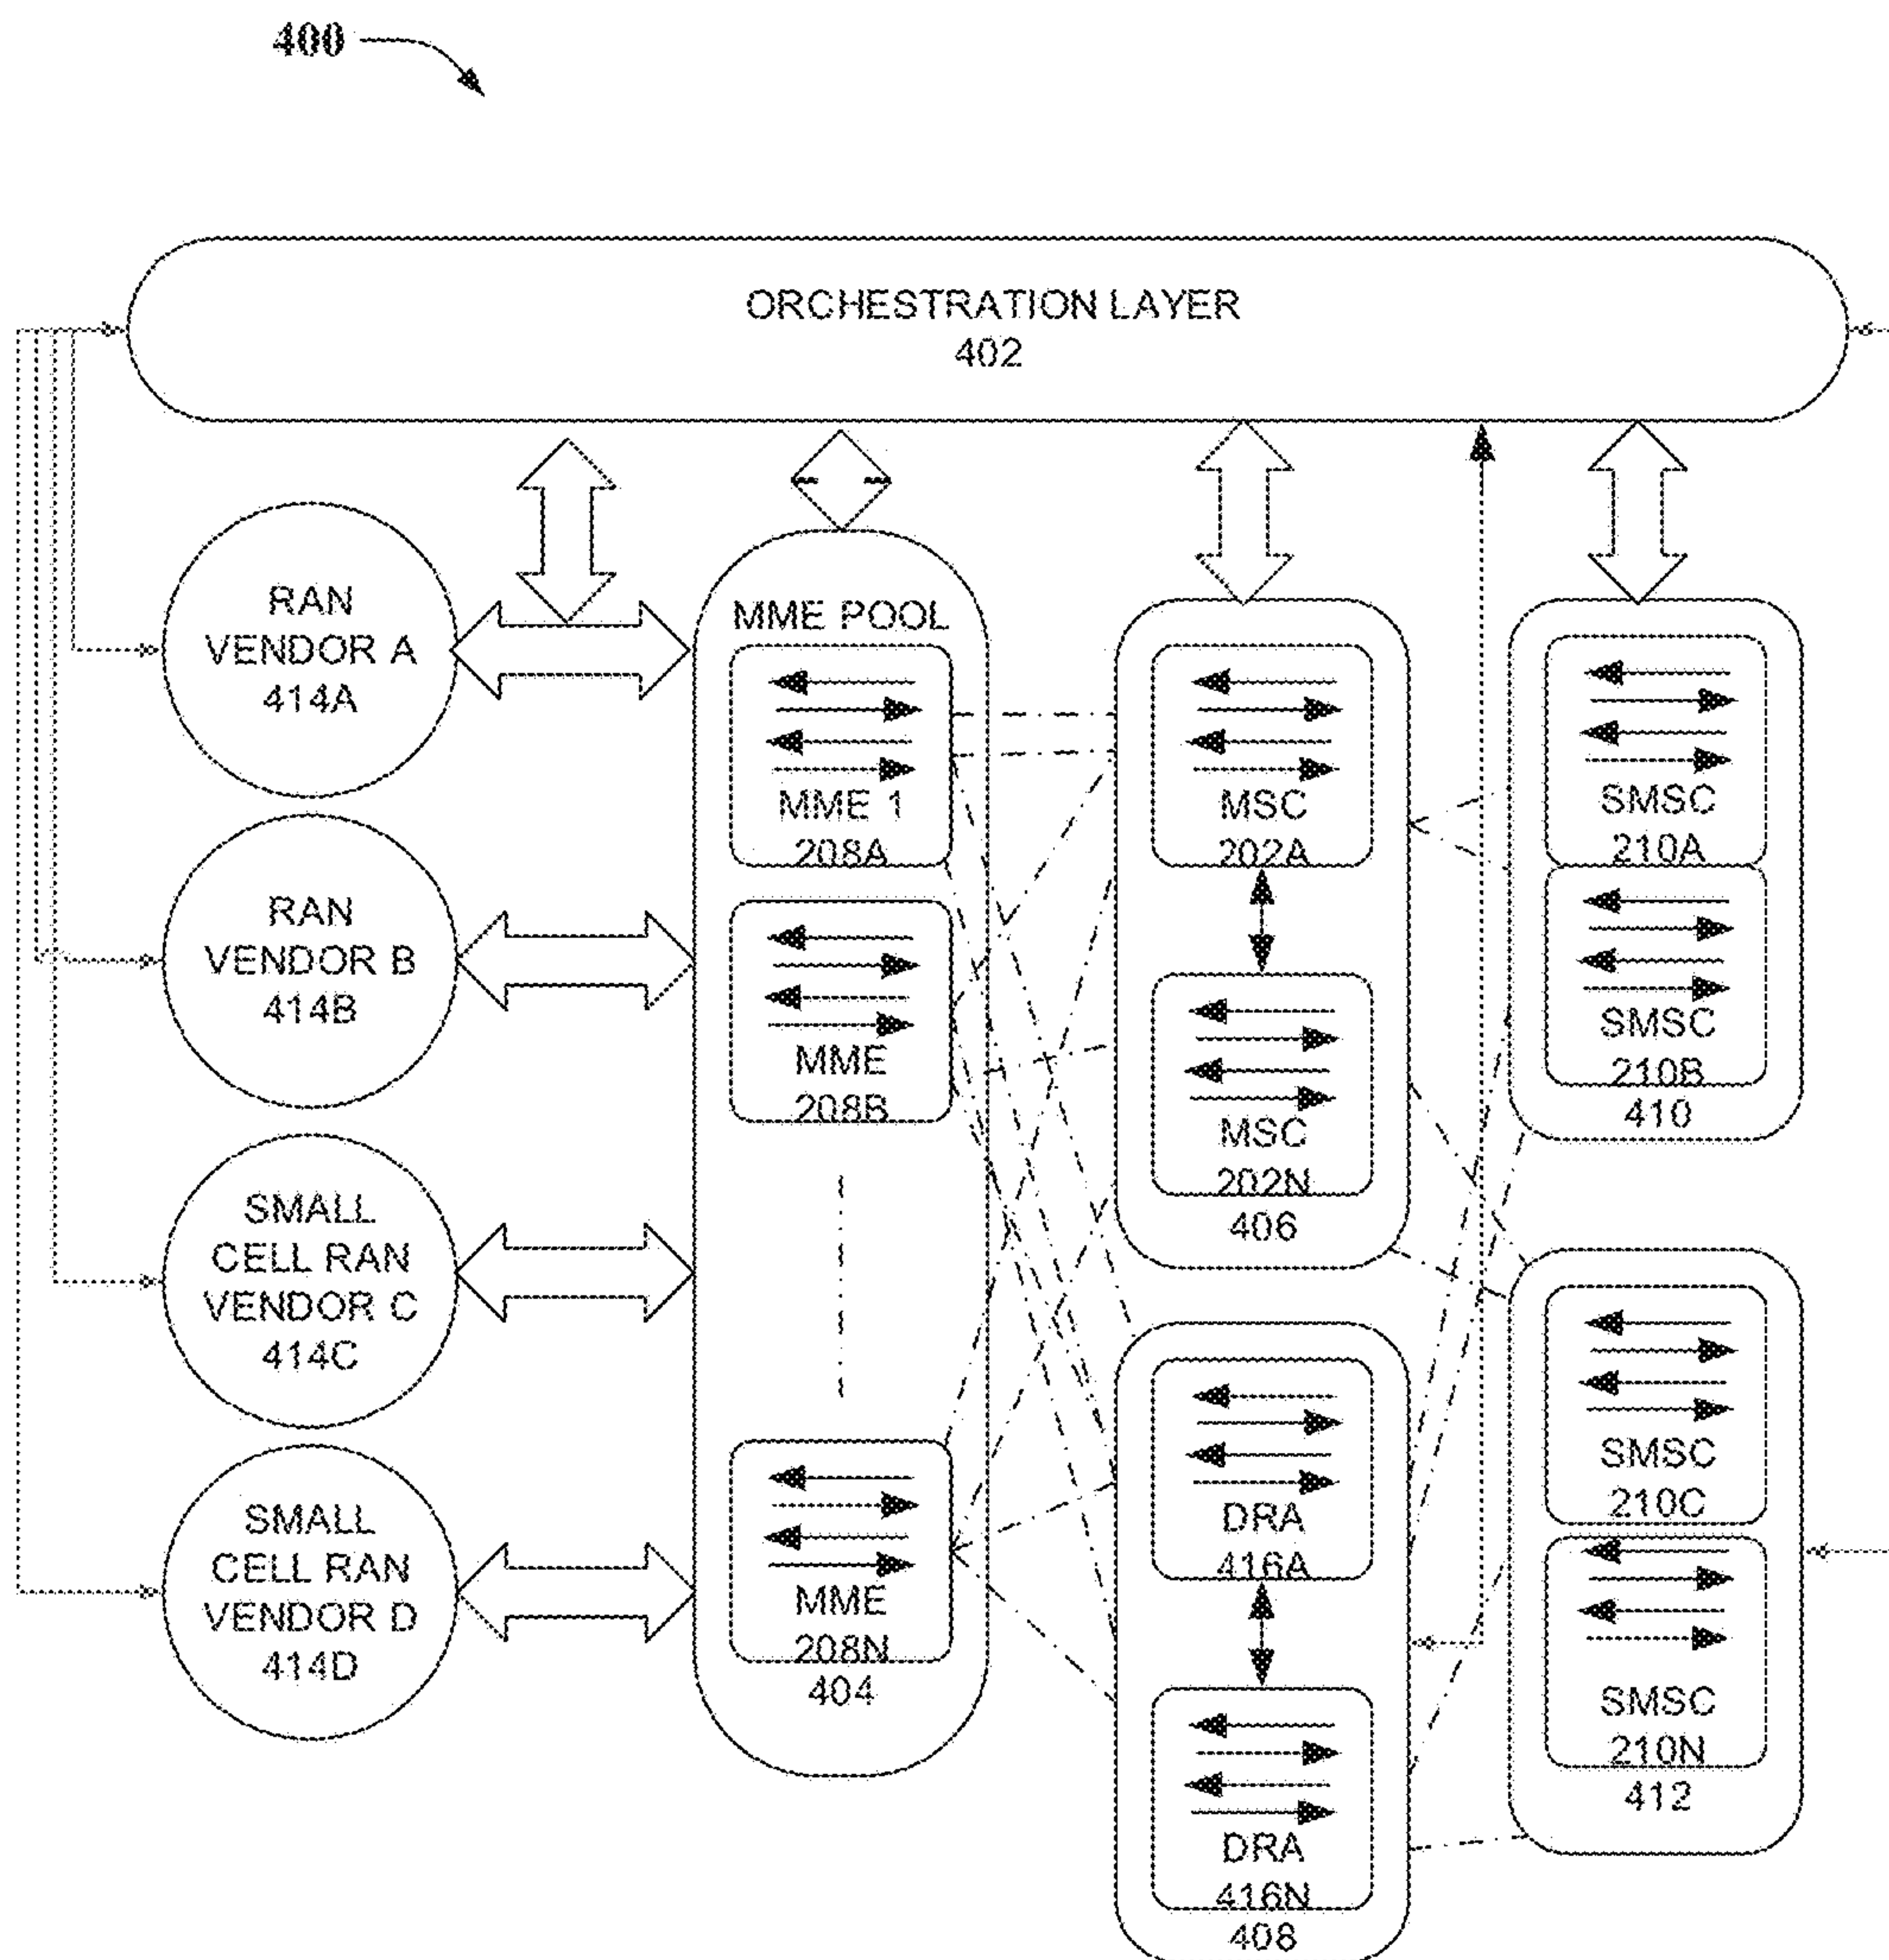 400
ORCHESTRATION LAYER
402
RAN
VENDOR A
414A
RAN
VENDOR B
414B
SMALL
CELL RAN
VENDOR C
414C
SMALL
CELL RAN
VENDOR D
414D
MME POOL
MME 1
208A
MME
208B
MME
208N
404
MSC
202A
MSC
202N
406
DRA
416A
DRA
416N
408
SMSC
210A
SMSC
210B
410
SMSC
210C
SMSC
210N
412